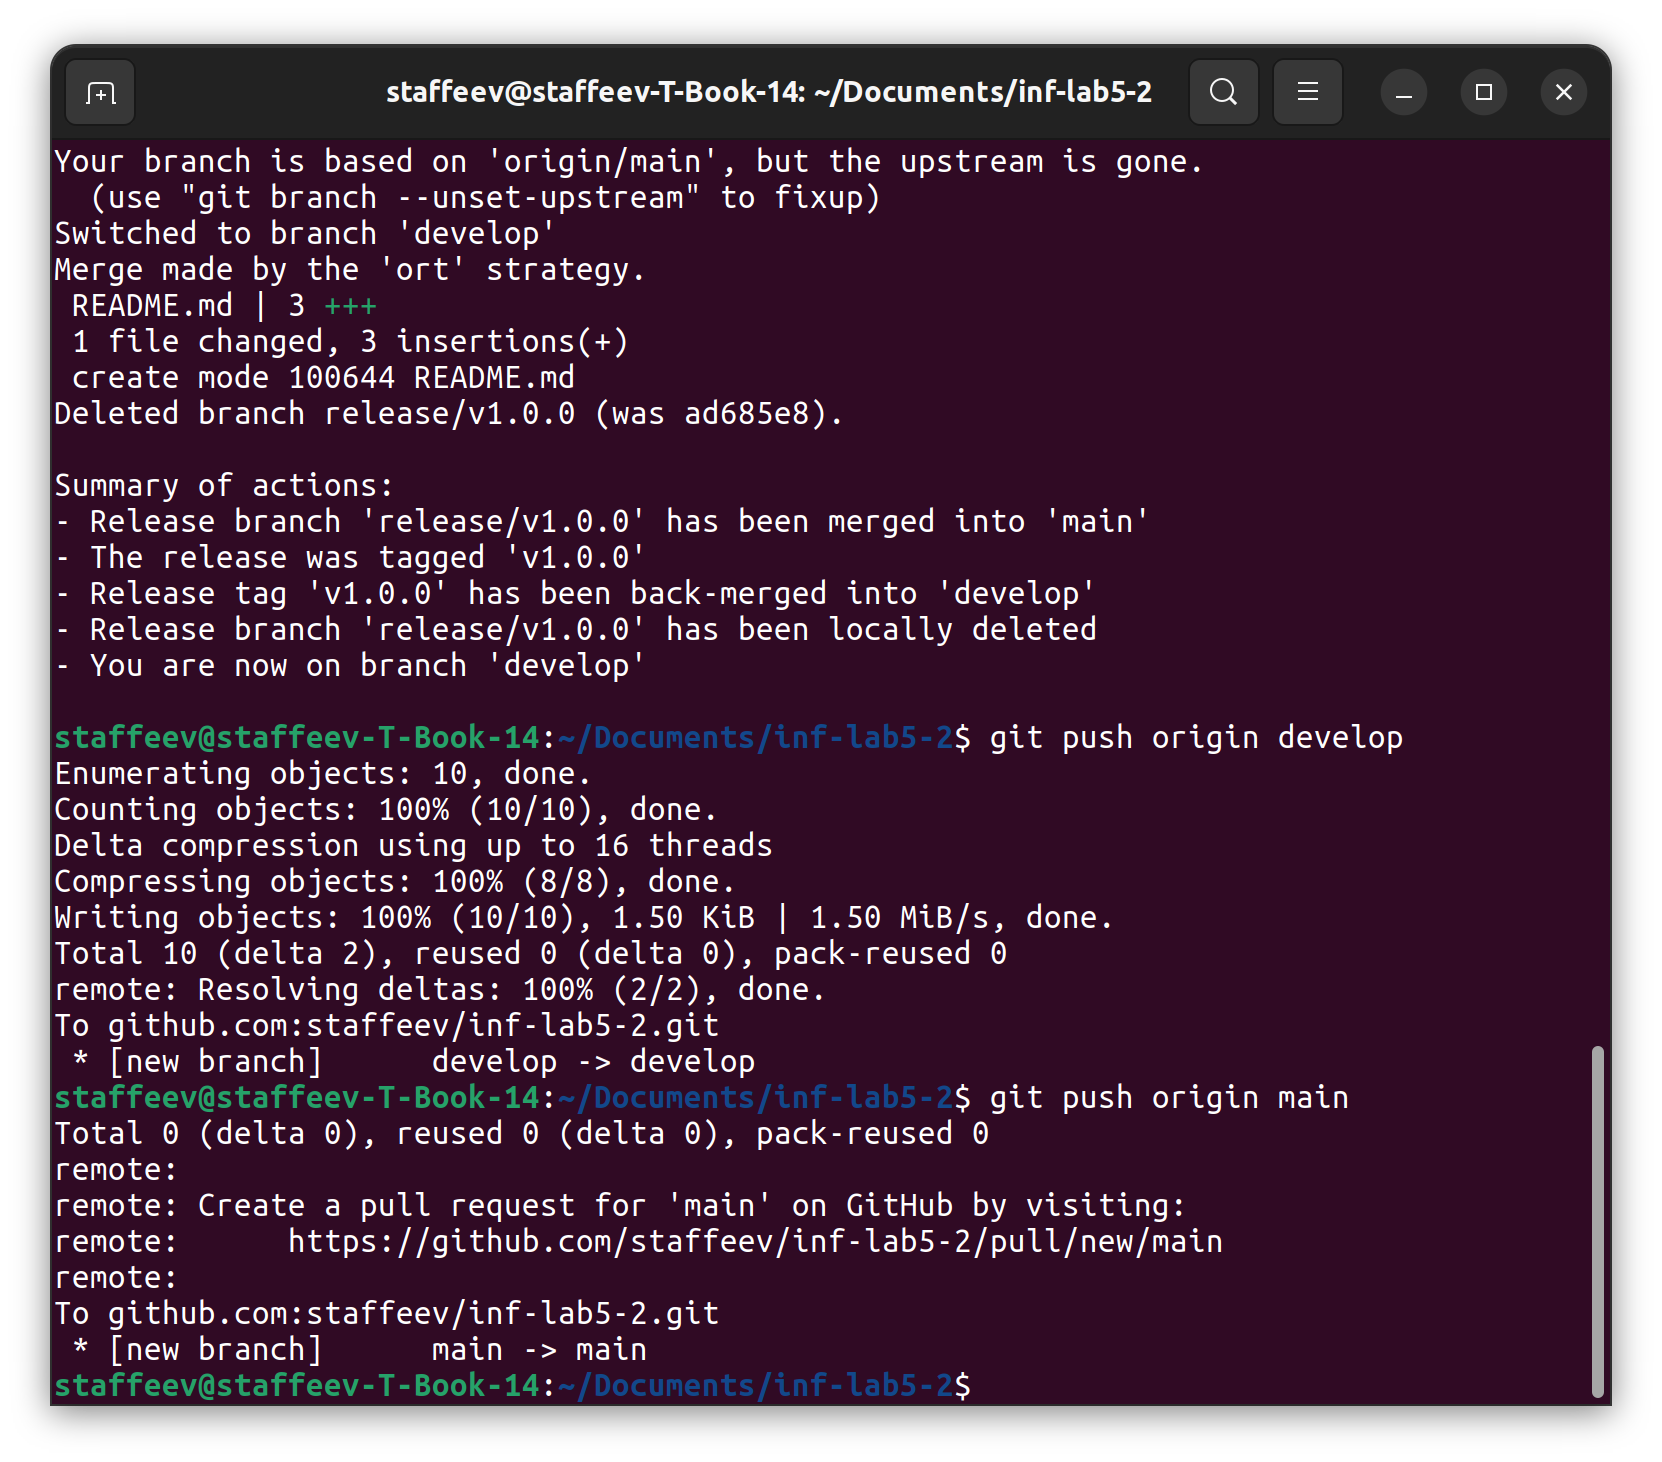 staffeev@staffeev-T-Book-14: ~/Documents/inf-lab5-2
Your branch is based on 'origin/main', but the upstream is gone.
  (use "git branch --unset-upstream" to fixup)
Switched to branch 'develop'
Merge made by the 'ort' strategy.
 README.md | 3 +++
 1 file changed, 3 insertions(+)
 create mode 100644 README.md
Deleted branch release/v1.0.0 (was ad685e8).

Summary of actions:
- Release branch 'release/v1.0.0' has been merged into 'main'
- The release was tagged 'v1.0.0'
- Release tag 'v1.0.0' has been back-merged into 'develop'
- Release branch 'release/v1.0.0' has been locally deleted
- You are now on branch 'develop'

staffeev@staffeev-T-Book-14:~/Documents/inf-lab5-2$ git push origin develop
Enumerating objects: 10, done.
Counting objects: 100% (10/10), done.
Delta compression using up to 16 threads
Compressing objects: 100% (8/8), done.
Writing objects: 100% (10/10), 1.50 KiB | 1.50 MiB/s, done.
Total 10 (delta 2), reused 0 (delta 0), pack-reused 0
remote: Resolving deltas: 100% (2/2), done.
To github.com:staffeev/inf-lab5-2.git
 * [new branch]      develop -> develop
staffeev@staffeev-T-Book-14:~/Documents/inf-lab5-2$ git push origin main
Total 0 (delta 0), reused 0 (delta 0), pack-reused 0
remote:
remote: Create a pull request for 'main' on GitHub by visiting:
remote:      https://github.com/staffeev/inf-lab5-2/pull/new/main
remote:
To github.com:staffeev/inf-lab5-2.git
 * [new branch]      main -> main
staffeev@staffeev-T-Book-14:~/Documents/inf-lab5-2$